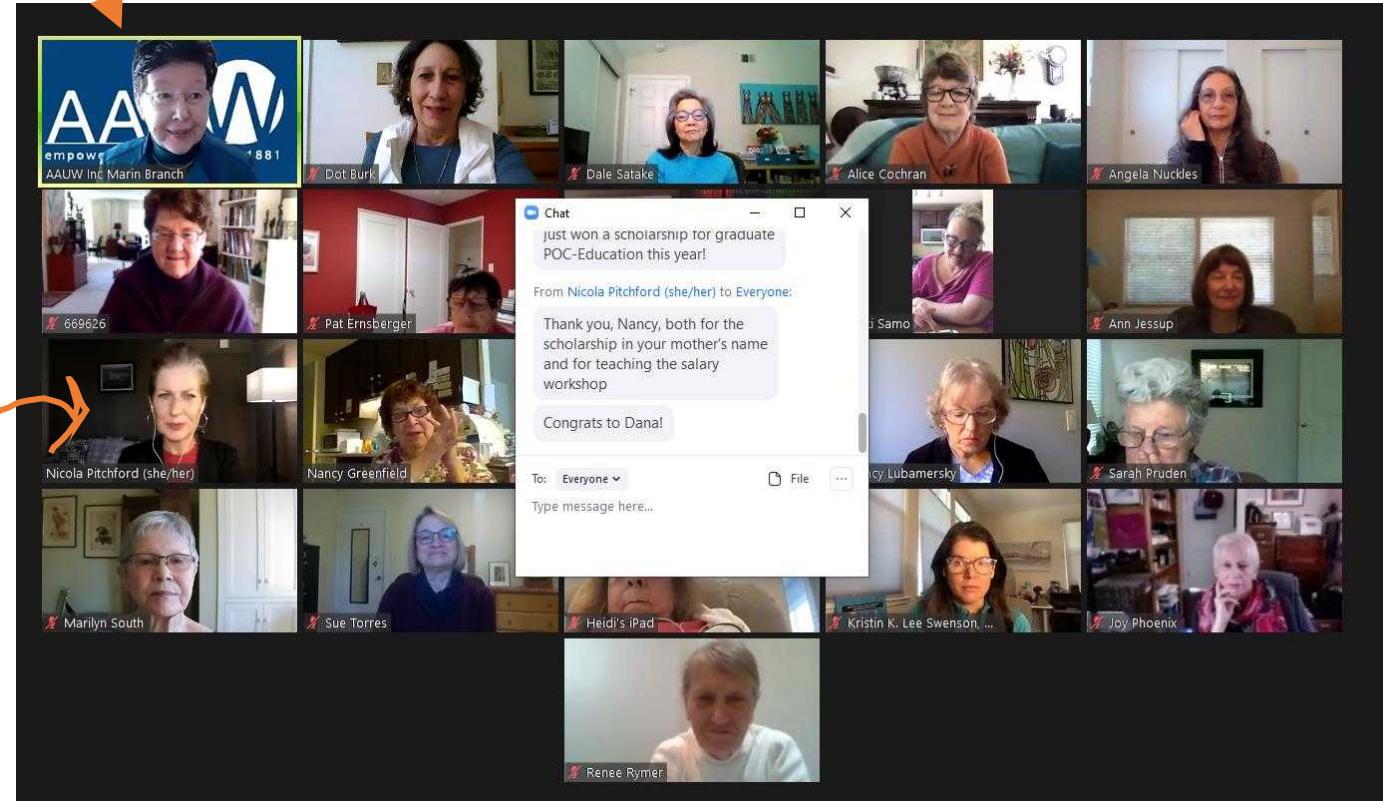 AAUW
empowe 1881
AAUW Inc Marin Branch
Dot Burk
Dale Satake
Alice Cochran
Angela Nuckles
669626
Pat Ernsberger
i Samo
Ann Jessup
Nicola Pitchford (she/her)
Nancy Greenfield
cy Lubamersky
Sarah Pruden
Marilyn South
Sue Torres
Heidi's iPad
Kristin K. Lee Swenson, ...
Joy Phoenix
Renee Rymer
Chat
just won a scholarship for graduate
POC-Education this year!
From Nicola Pitchford (she/her) to Everyone:
Thank you, Nancy, both for the
scholarship in your mother's name
and for teaching the salary
workshop
Congrats to Dana!
To: Everyone
File
Type message here...